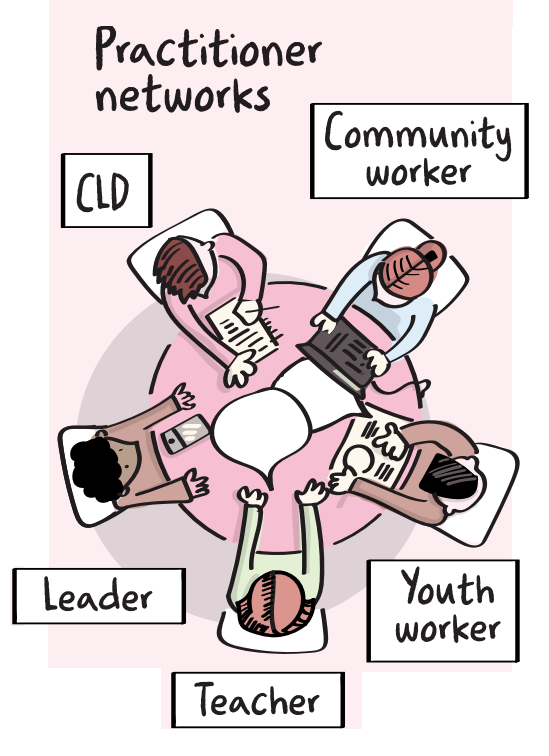 Practitioner
networks
Community
worker
CLD
Leader
Youth
worker
Teacher